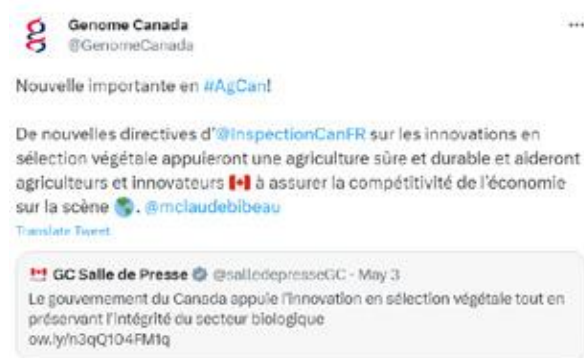 Genome Canada
@GenomeCanada
Nouvelle importante en #AgCan!
De nouvelles directives d'@InspectionCanFR sur les innovations en
sélection végétale appuieront une agriculture sûre et durable et aideront
agriculteurs et innovateurs 🇨🇦 à assurer la compétitivité de l'économie
sur la scène 🌎. @mclaudebibeau
Translate Tweet
GC Salle de Presse @salledepresseGC · May 3
Le gouvernement du Canada appuie l'innovation en sélection végétale tout en
préservant l'intégrité du secteur biologique
ow.ly/n3qQ104FM1q